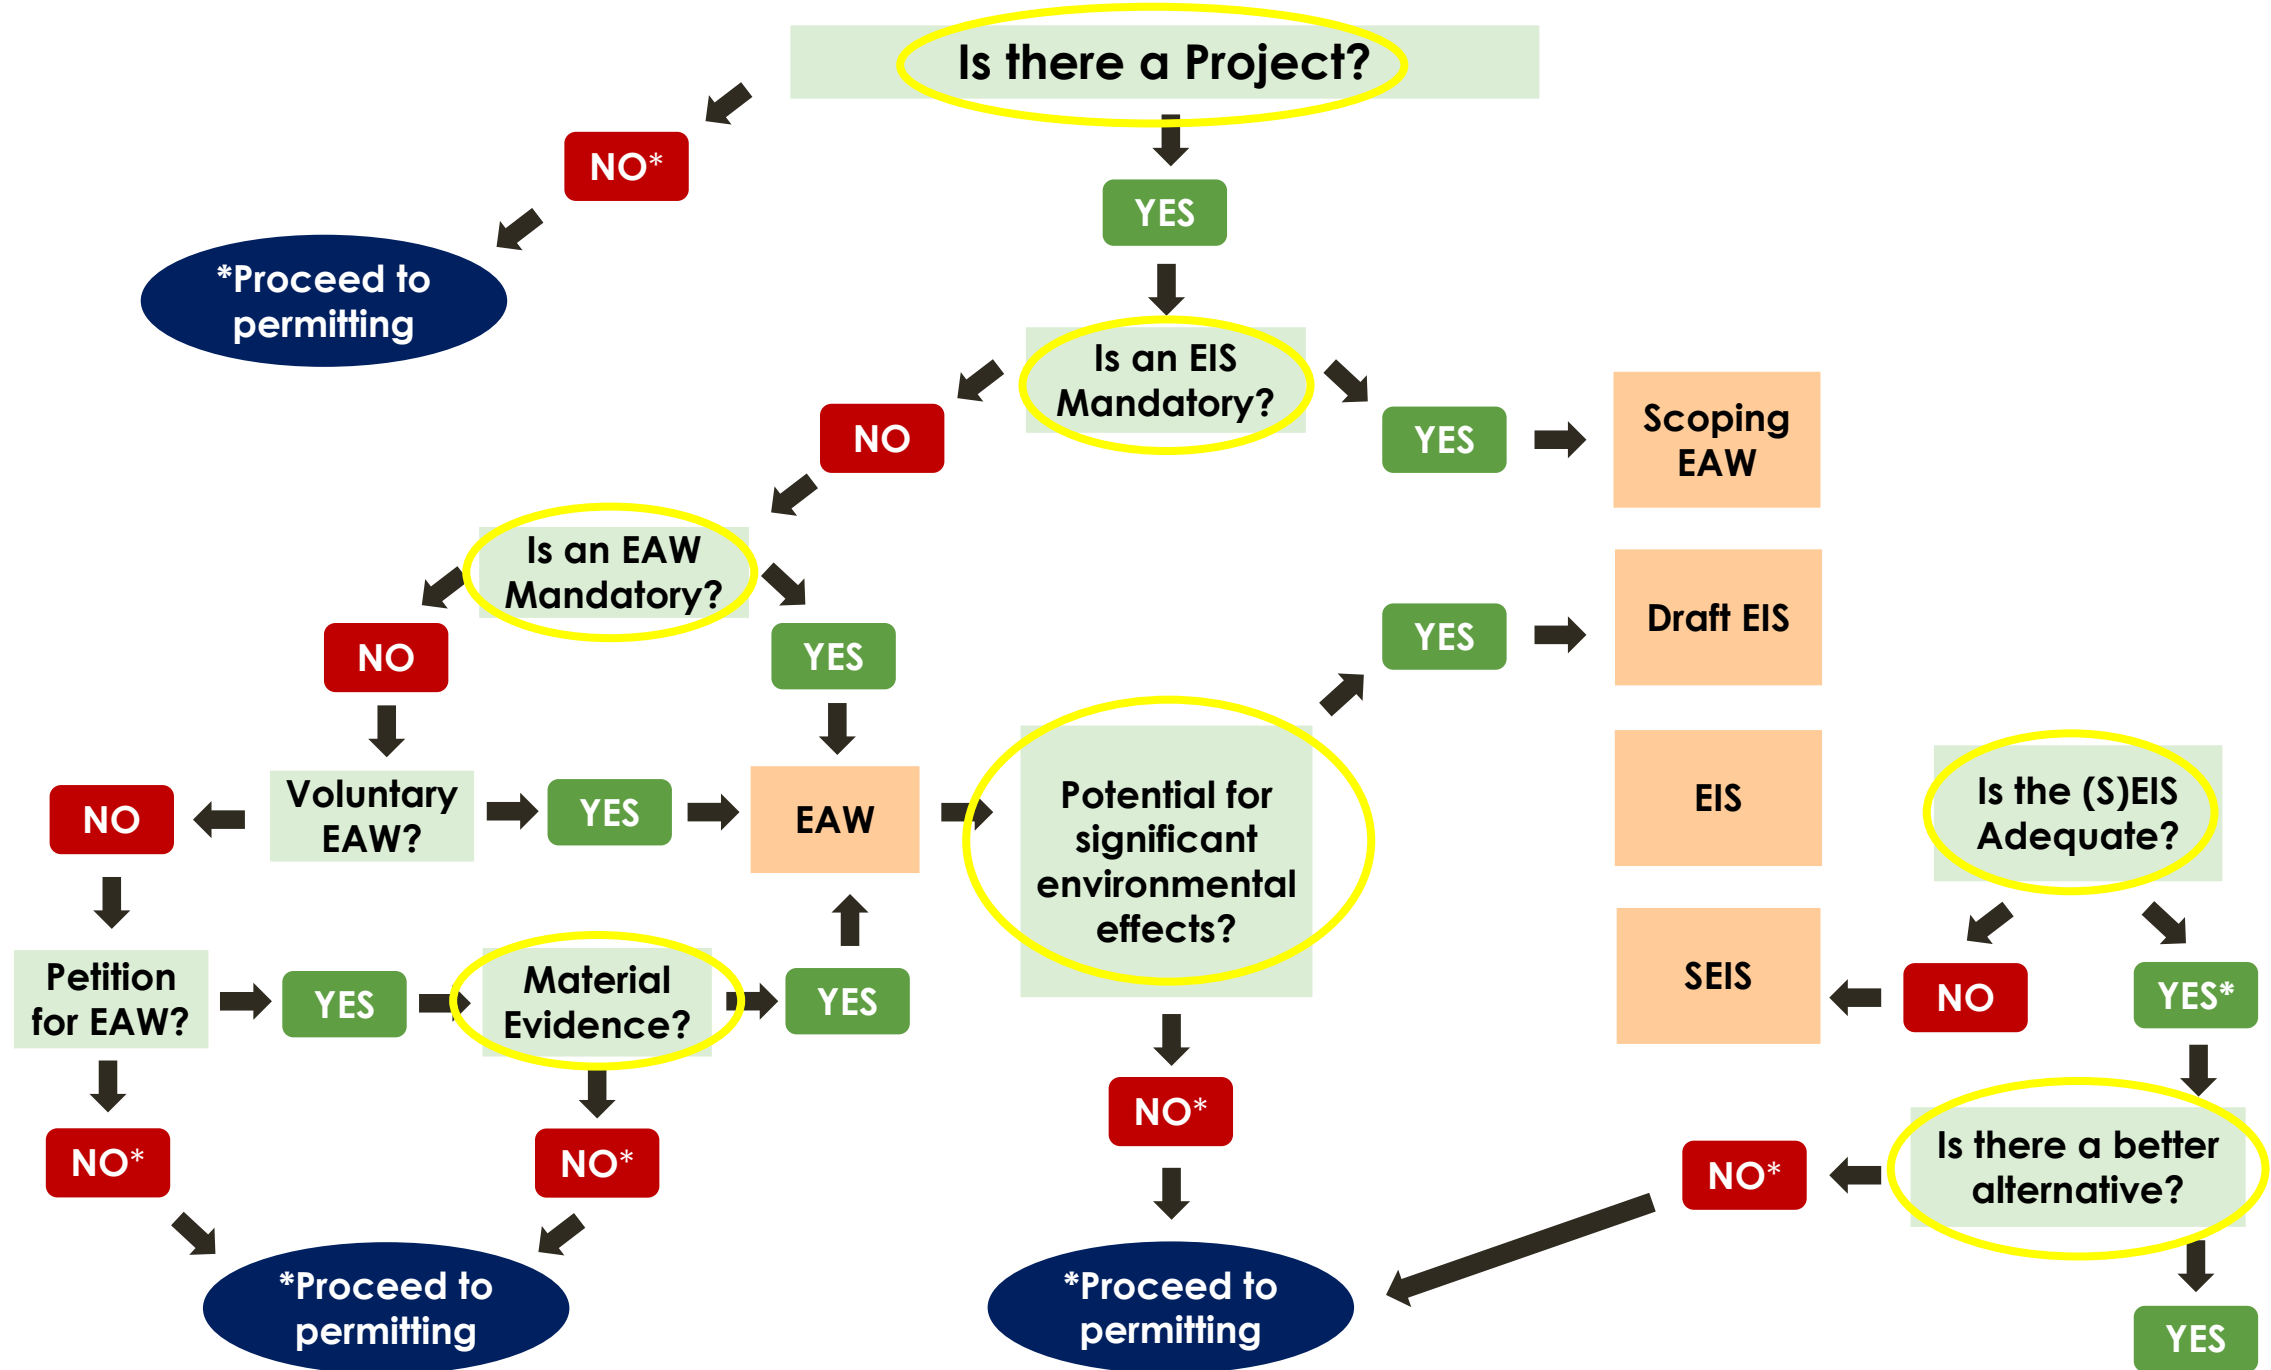 Is there a Project?
NO*
YES
*Proceed to
permitting
Is an EIS
Mandatory?
NO
YES
Scoping
EAW
Is an EAW
Mandatory?
NO
YES
YES
Draft EIS
Voluntary
EAW?
NO
YES
EAW
Potential for
significant
environmental
effects?
EIS
Is the (S)EIS
Adequate?
Petition
for EAW?
YES
Material
Evidence?
YES
SEIS
NO
YES*
NO*
NO*
NO*
NO*
Is there a better
alternative?
*Proceed to
permitting
*Proceed to
permitting
YES